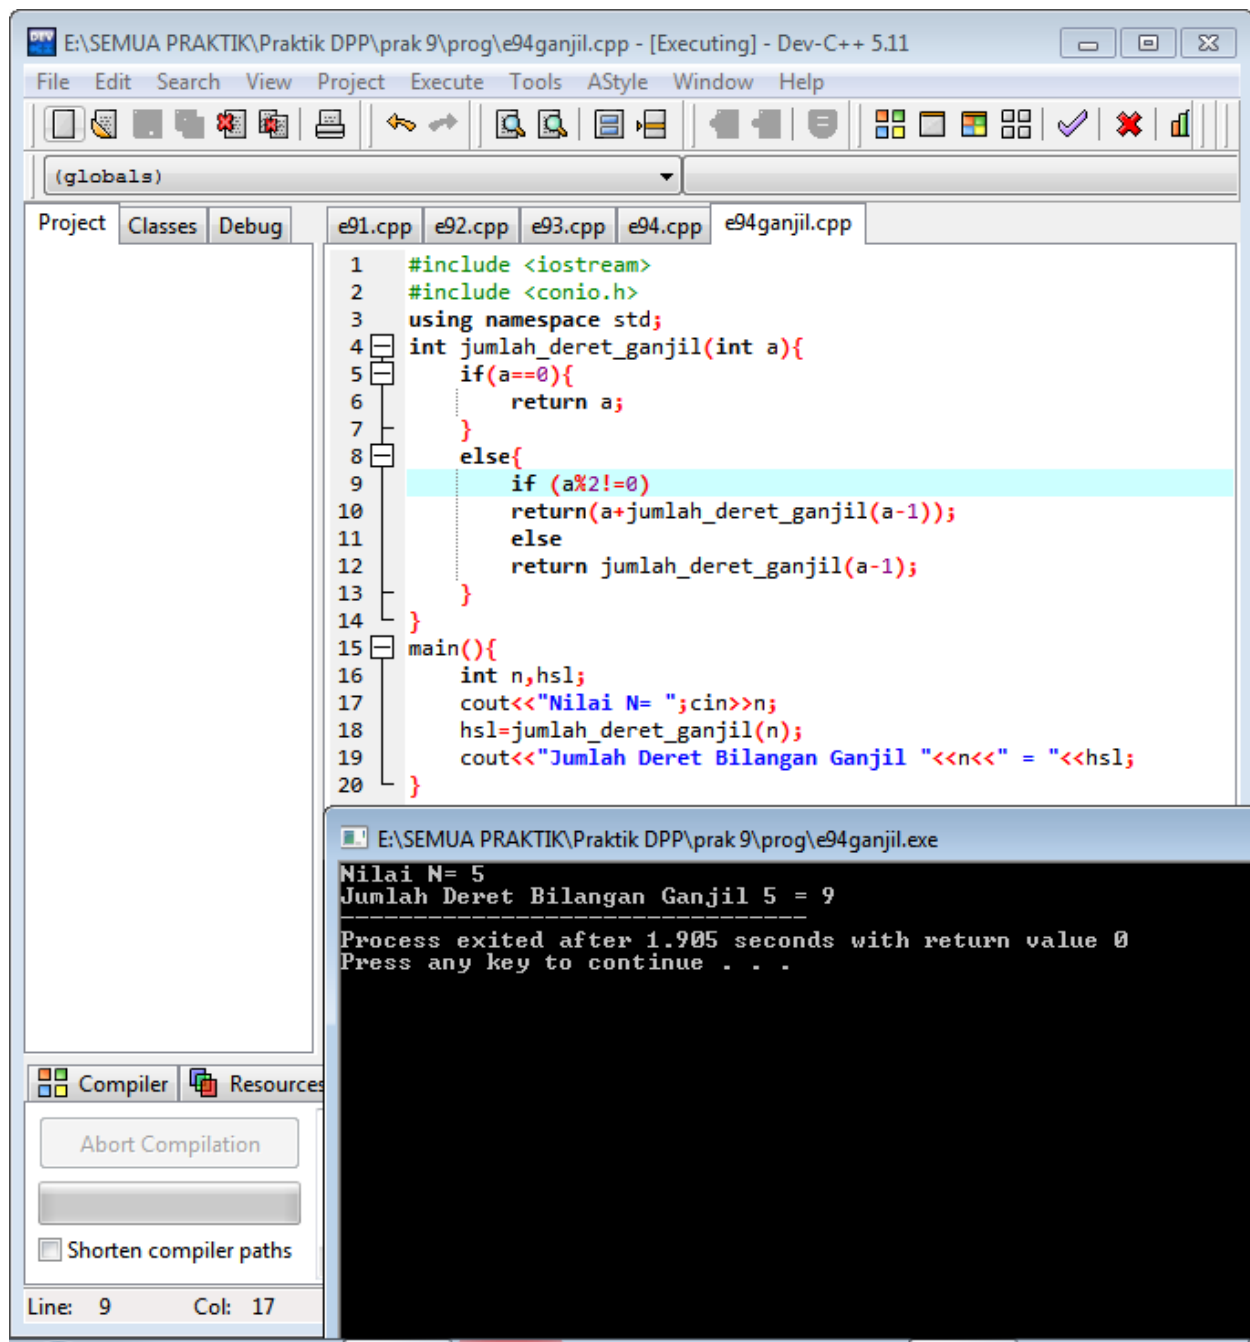 E:\SEMUA PRAKTIK\Praktik DPP\prak 9\prog\e94ganjil.cpp - [Executing] - Dev-C++ 5.11
File Edit Search View Project Execute Tools AStyle Window Help
(globals)
Project Classes Debug
e91.cpp e92.cpp e93.cpp e94.cpp e94ganjil.cpp
1 #include <iostream>
2 #include <conio.h>
3 using namespace std;
4 int jumlah_deret_ganjil(int a){
5 if(a==0){
6 return a;
7 }
8 else{
9 if (a%2!=0)
10 return(a+jumlah_deret_ganjil(a-1));
11 else
12 return jumlah_deret_ganjil(a-1);
13 }
14 }
15 main(){
16 int n,hsl;
17 cout<<"Nilai N= ";cin>>n;
18 hsl=jumlah_deret_ganjil(n);
19 cout<<"Jumlah Deret Bilangan Ganjil "<<n<<" = "<<hsl;
20 }
E:\SEMUA PRAKTIK\Praktik DPP\prak 9\prog\e94ganjil.exe
Nilai N= 5
Jumlah Deret Bilangan Ganjil 5 = 9
--------------------------------
Process exited after 1.905 seconds with return value 0
Press any key to continue . . .
Compiler Resources
Abort Compilation
Shorten compiler paths
Line: 9 Col: 17